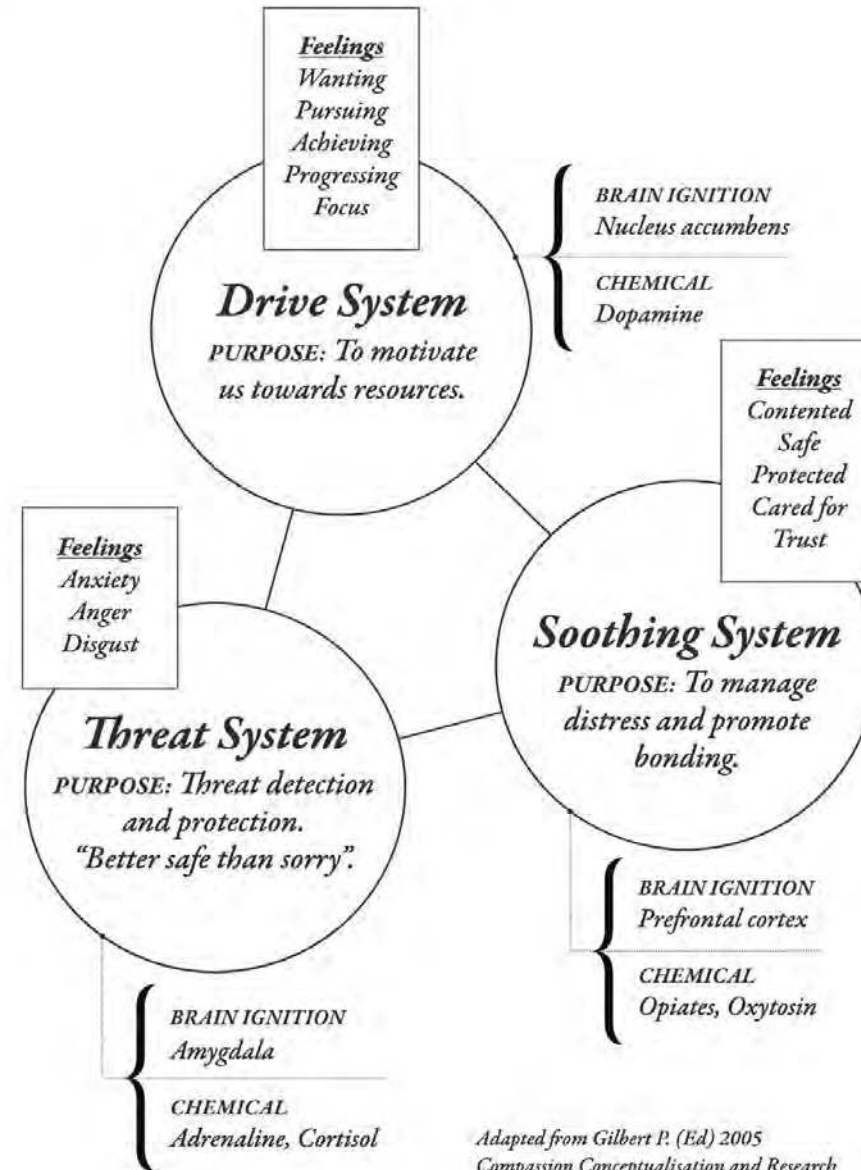 Feelings
Wanting
Pursuing
Achieving
Progressing
Focus
BRAIN IGNITION
Nucleus accumbens
CHEMICAL
Dopamine
Drive System
PURPOSE: To motivate
us towards resources.
Feelings
Contented
Safe
Protected
Cared for
Trust
Soothing System
PURPOSE: To manage
distress and promote
bonding.
BRAIN IGNITION
Prefrontal cortex
CHEMICAL
Opiates, Oxytosin
Feelings
Anxiety
Anger
Disgust
Threat System
PURPOSE: Threat detection
and protection.
“Better safe than sorry”.
BRAIN IGNITION
Amygdala
CHEMICAL
Adrenaline, Cortisol
Adapted from Gilbert P. (Ed) 2005
Compassion Conceptualisation and Research